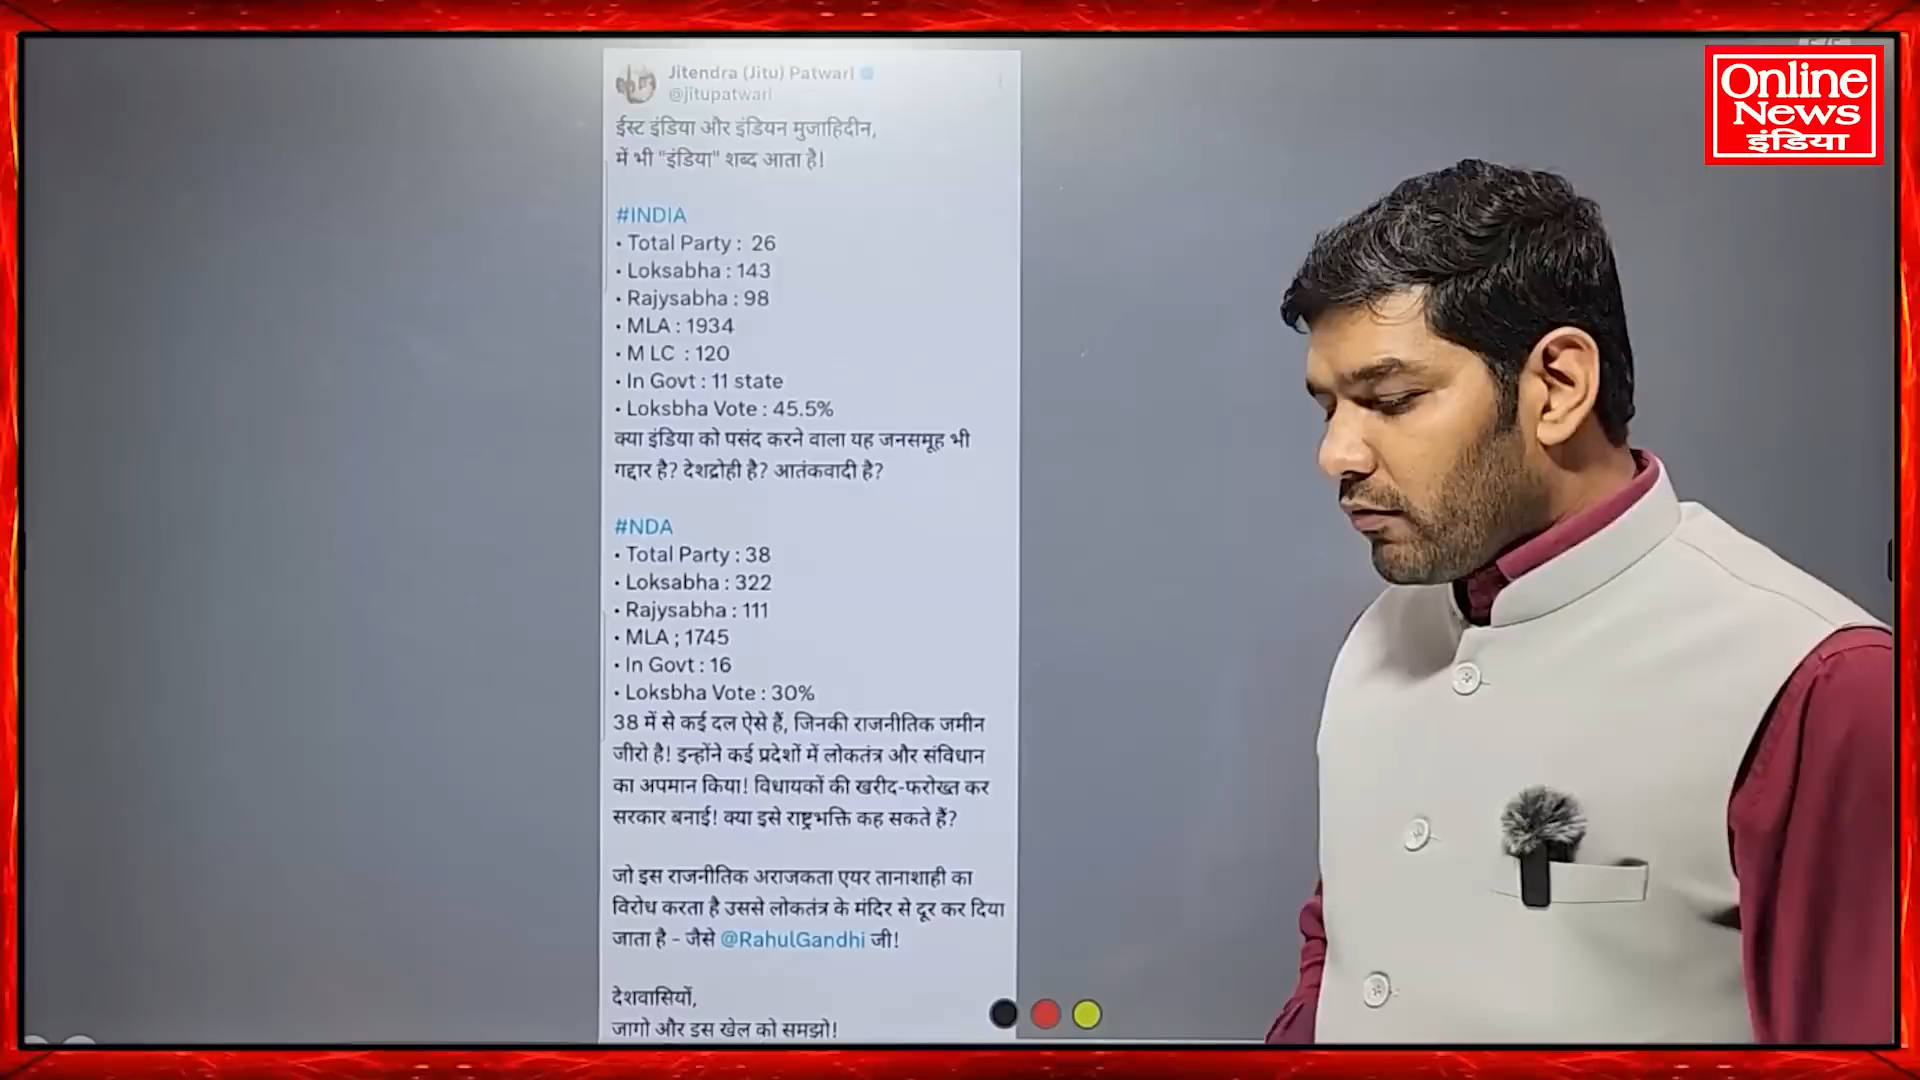 Online
News
इंडिया
Jitendra (Jitu) Patwari
@jitupatwari
ईस्ट इंडिया और इंडियन मुजाहिदीन,
में भी "इंडिया" शब्द आता है!
#INDIA
• Total Party : 26
• Loksabha : 143
• Rajysabha : 98
• MLA : 1934
• M LC : 120
• In Govt : 11 state
• Loksbha Vote : 45.5%
क्या इंडिया को पसंद करने वाला यह जनसमूह भी
गद्दार है? देशद्रोही है? आतंकवादी है?
#NDA
• Total Party : 38
• Loksabha : 322
• Rajysabha : 111
• MLA ; 1745
• In Govt : 16
• Loksbha Vote : 30%
38 में से कई दल ऐसे हैं, जिनकी राजनीतिक जमीन
जीरो है! इन्होंने कई प्रदेशों में लोकतंत्र और संविधान
का अपमान किया! विधायकों की खरीद-फरोख्त कर
सरकार बनाई! क्या इसे राष्ट्रभक्ति कह सकते हैं?
जो इस राजनीतिक अराजकता एयर तानाशाही का
विरोध करता है उससे लोकतंत्र के मंदिर से दूर कर दिया
जाता है - जैसे @RahulGandhi जी!
देशवासियों,
जागो और इस खेल को समझो!